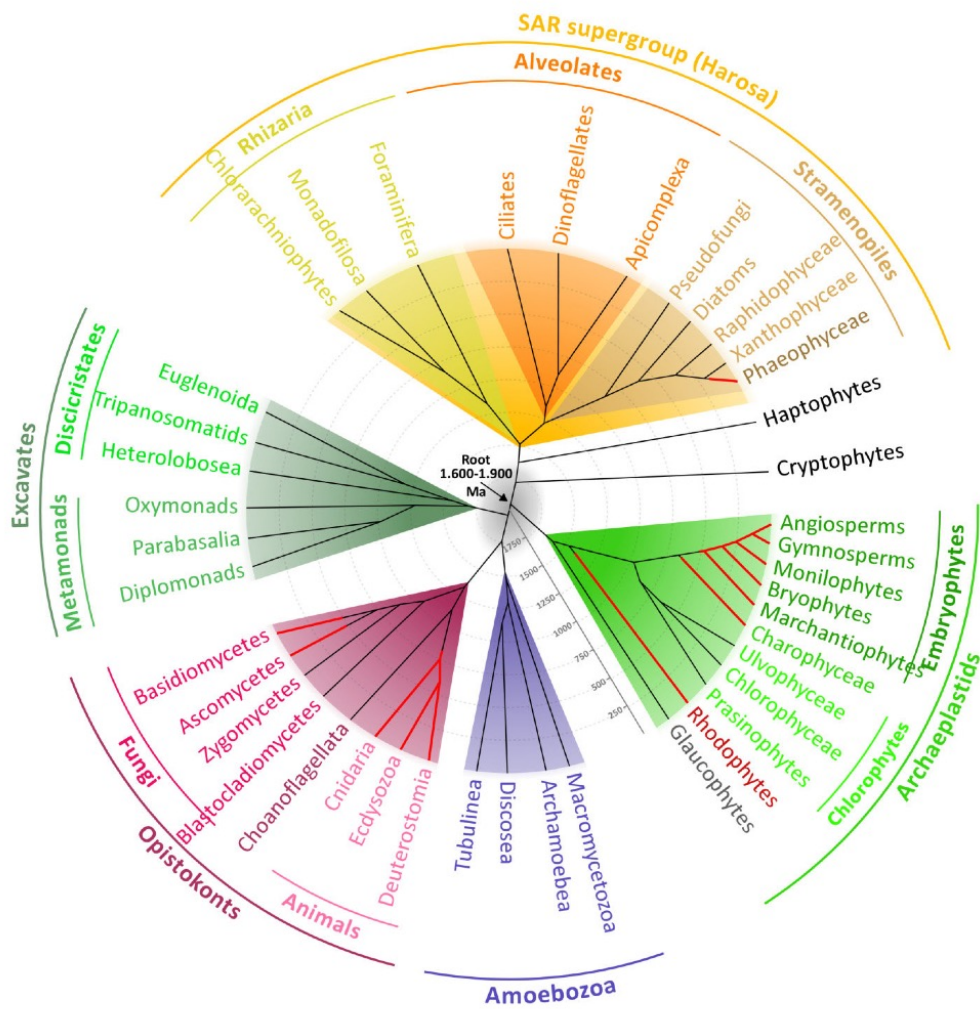 SAR supergroup (Harosa)
Alveolates
Rhizaria
Stramenopiles
Chlorarachniophytes
Monadofilosa
Foraminifera
Ciliates
Dinoflagellates
Apicomplexa
Pseudofungi
Diatoms
Raphidophyceae
Xanthophyceae
Phaeophyceae
Haptophytes
Cryptophytes
Excavates
Discicristates
Metamonads
Euglenoida
Tripanosomatids
Heterolobosea
Oxymonads
Parabasalia
Diplomonads
Root
1.600-1.900
Ma
1750
1500
1250
1000
750
500
250
Angiosperms
Gymnosperms
Monilophytes
Bryophytes
Marchantiophytes
Charophyceae
Ulvophyceae
Chlorophyceae
Prasinophytes
Rhodophytes
Glaucophytes
Embryophytes
Chlorophytes
Archaeplastids
Basidiomycetes
Ascomycetes
Zygomycetes
Blastocladiomycetes
Choanoflagellata
Cnidaria
Ecdysozoa
Deuterostomia
Fungi
Animals
Opistokonts
Tubulinea
Discosea
Archamoebea
Macromycetozoa
Amoebozoa